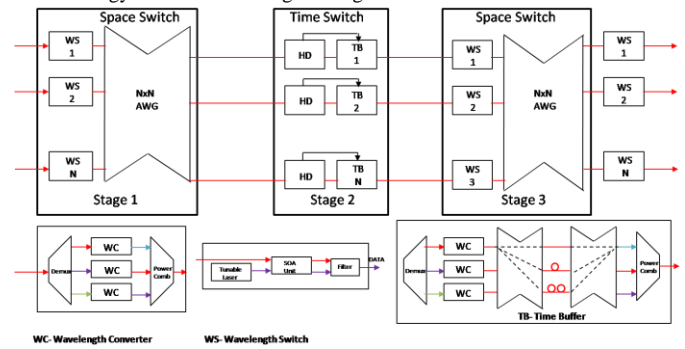 Space Switch
Time Switch
Space Switch
WS
1
WS
2
WS
N
NxN
AWG
Stage 1
HD
TB
1
HD
TB
2
HD
TB
N
Stage 2
WS
1
WS
2
WS
3
NxN
AWG
Stage 3
WS
1
WS
2
WS
N
Demux
WC
WC
WC
Power
Comb
Tunable
Laser
SOA
Unit
Filter
DATA
Demux
WC
WC
WC
Power
Comb
TB- Time Buffer
WC- Wavelength Converter
WS- Wavelength Switch